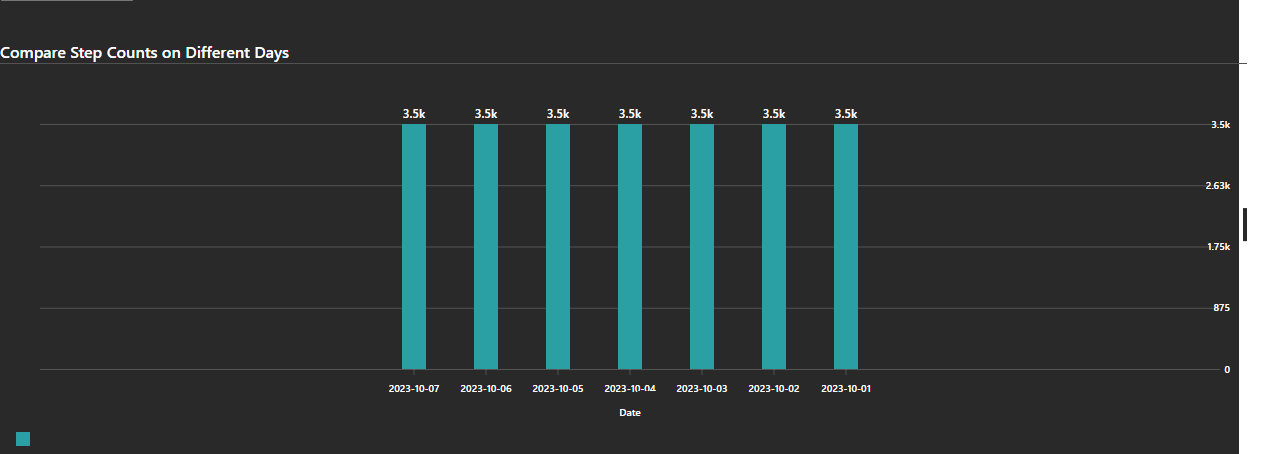 Compare Step Counts on Different Days
3.5k 3.5k 3.5k 3.5k 3.5k 3.5k 3.5k
3.5k
2.63k
1.75k
875
0
2023-10-07 2023-10-06 2023-10-05 2023-10-04 2023-10-03 2023-10-02 2023-10-01
Date